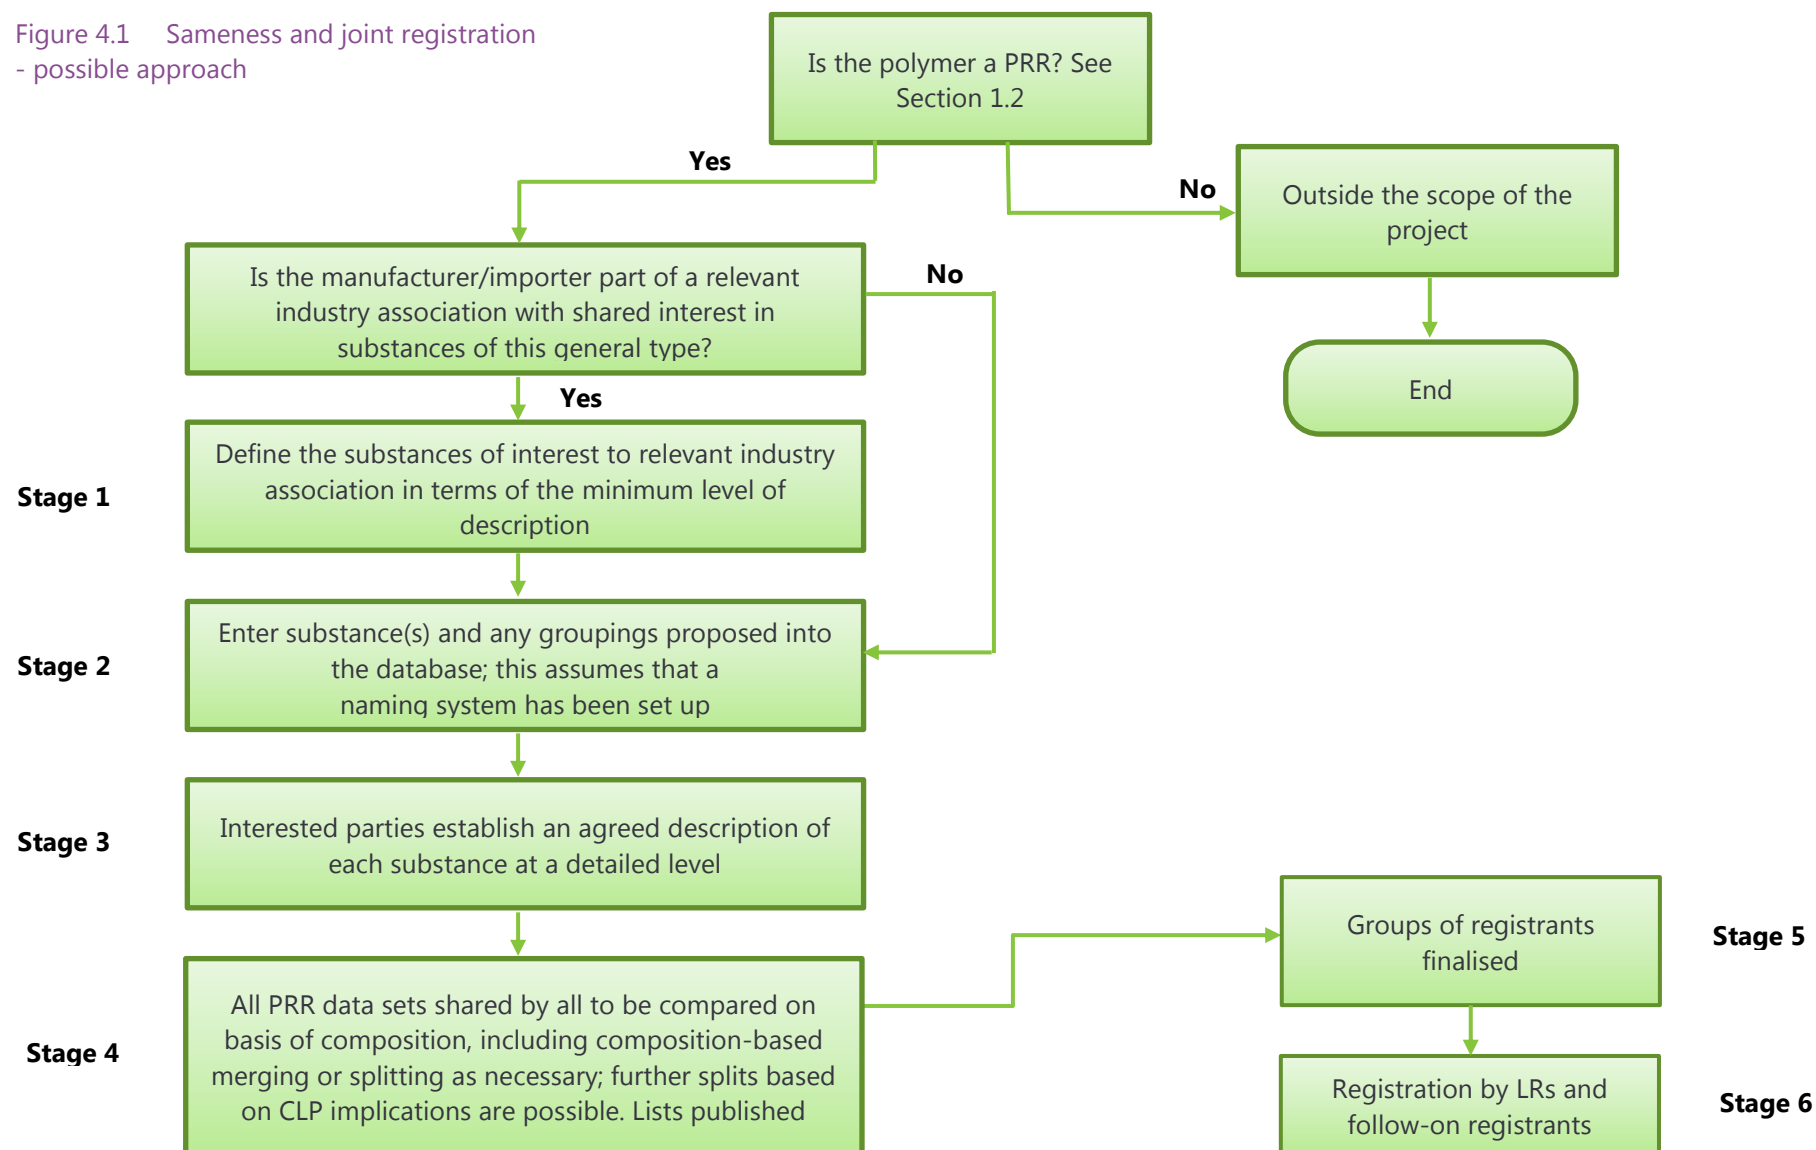 Figure 4.1 Sameness and joint registration
- possible approach
Is the polymer a PRR? See
Section 1.2
Yes
No
Outside the scope of the
project
End
Is the manufacturer/importer part of a relevant
industry association with shared interest in
substances of this general type?
No
Yes
Stage 1
Define the substances of interest to relevant industry
association in terms of the minimum level of
description
Stage 2
Enter substance(s) and any groupings proposed into
the database; this assumes that a
naming system has been set up
Stage 3
Interested parties establish an agreed description of
each substance at a detailed level
Stage 4
All PRR data sets shared by all to be compared on
basis of composition, including composition-based
merging or splitting as necessary; further splits based
on CLP implications are possible. Lists published
Groups of registrants
finalised
Stage 5
Registration by LRs and
follow-on registrants
Stage 6